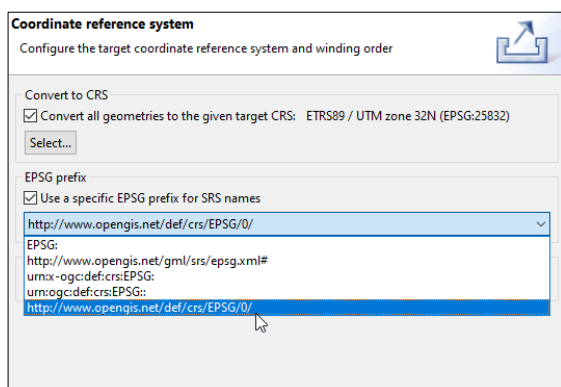 Coordinate reference system
Configure the target coordinate reference system and winding order
Convert to CRS
Convert all geometries to the given target CRS: ETRS89 / UTM zone 32N (EPSG:25832)
Select...
EPSG prefix
Use a specific EPSG prefix for SRS names
http://www.opengis.net/def/crs/EPSG/0/
EPSG:
http://www.opengis.net/gml/srs/epsg.xml#
urn:x-ogc:def:crs:EPSG:
urn:ogc:def:crs:EPSG::
http://www.opengis.net/def/crs/EPSG/0/